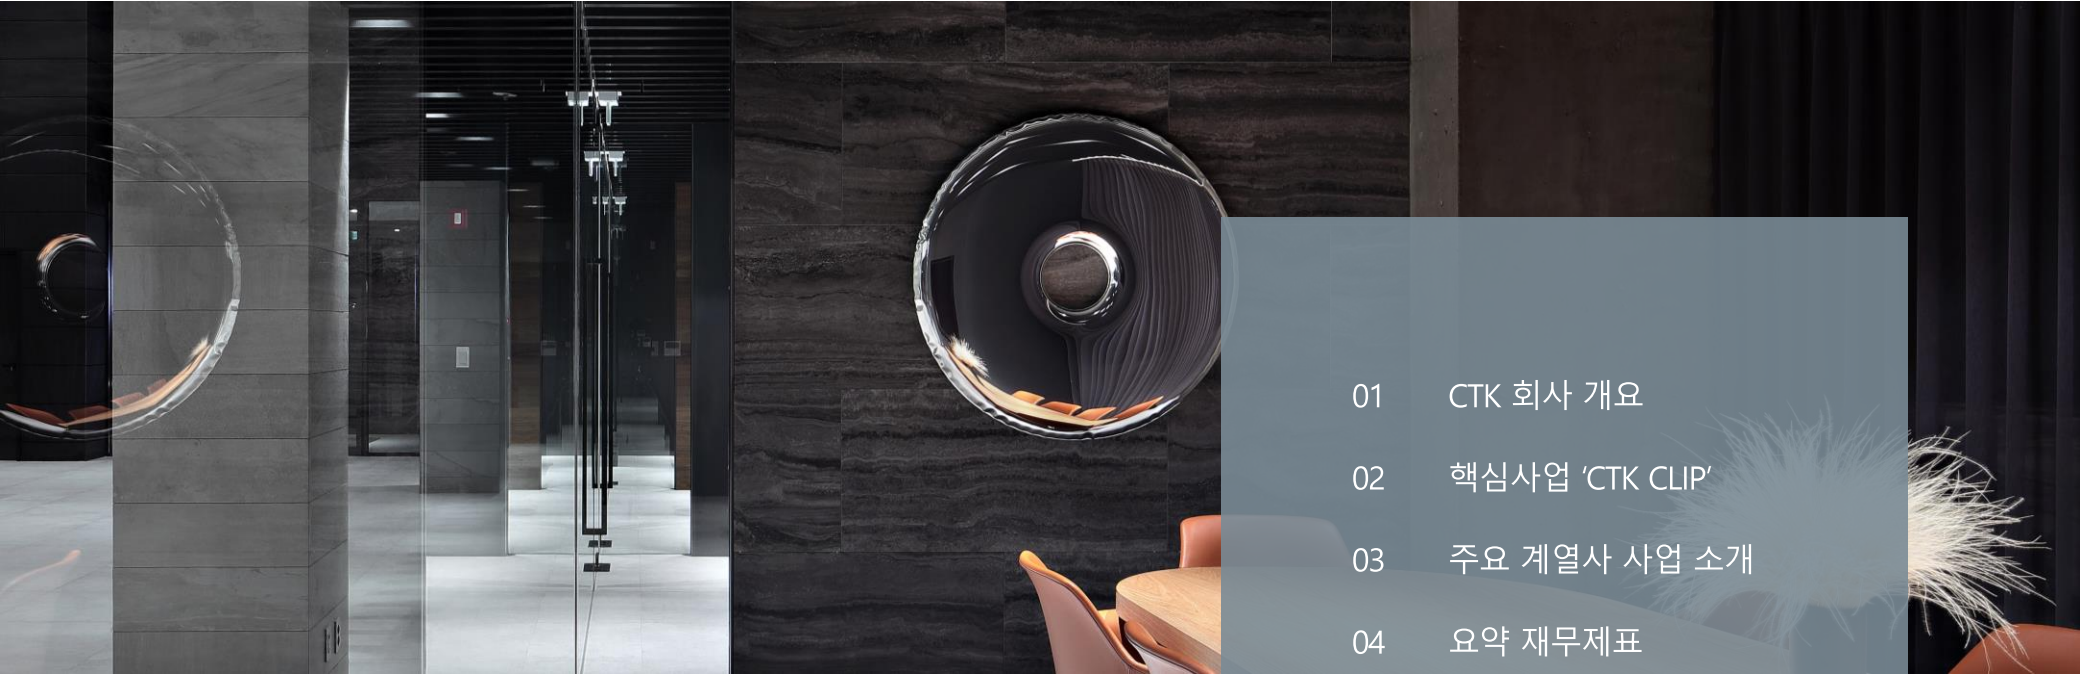 01 CTK 회사 개요
02 핵심사업 ‘CTK CLIP’
03 주요 계열사 사업 소개
04 요약 재무제표